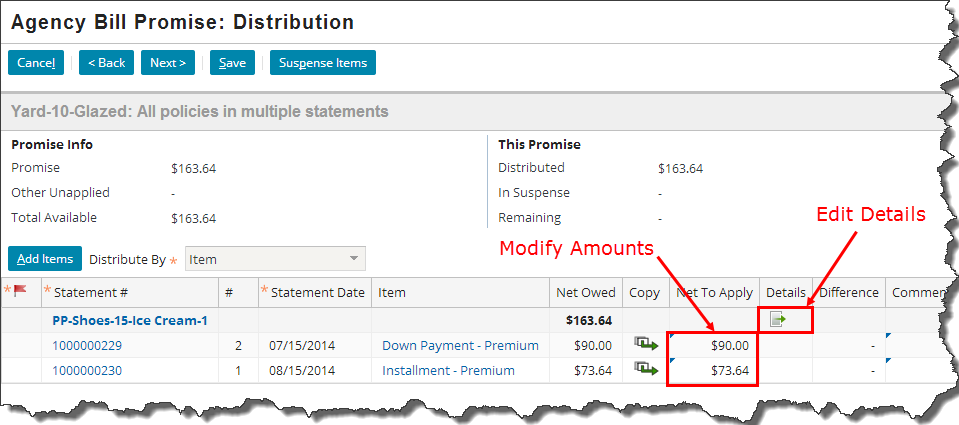 Agency Bill Promise: Distribution
Cancel < Back Next > Save Suspense Items
Yard-10-Glazed: All policies in multiple statements
Promise Info This Promise
Promise $163.64 Distributed $163.64
Other Unapplied - In Suspense -
Total Available $163.64 Remaining -
Edit Details
Modify Amounts
Add Items Distribute By * Item
* * Statement # # * Statement Date Item Net Owed Copy Net To Apply Details Difference Commen
PP-Shoes-15-Ice Cream-1 $163.64
1000000229 2 07/15/2014 Down Payment - Premium $90.00 $90.00 -
1000000230 1 08/15/2014 Installment - Premium $73.64 $73.64 -